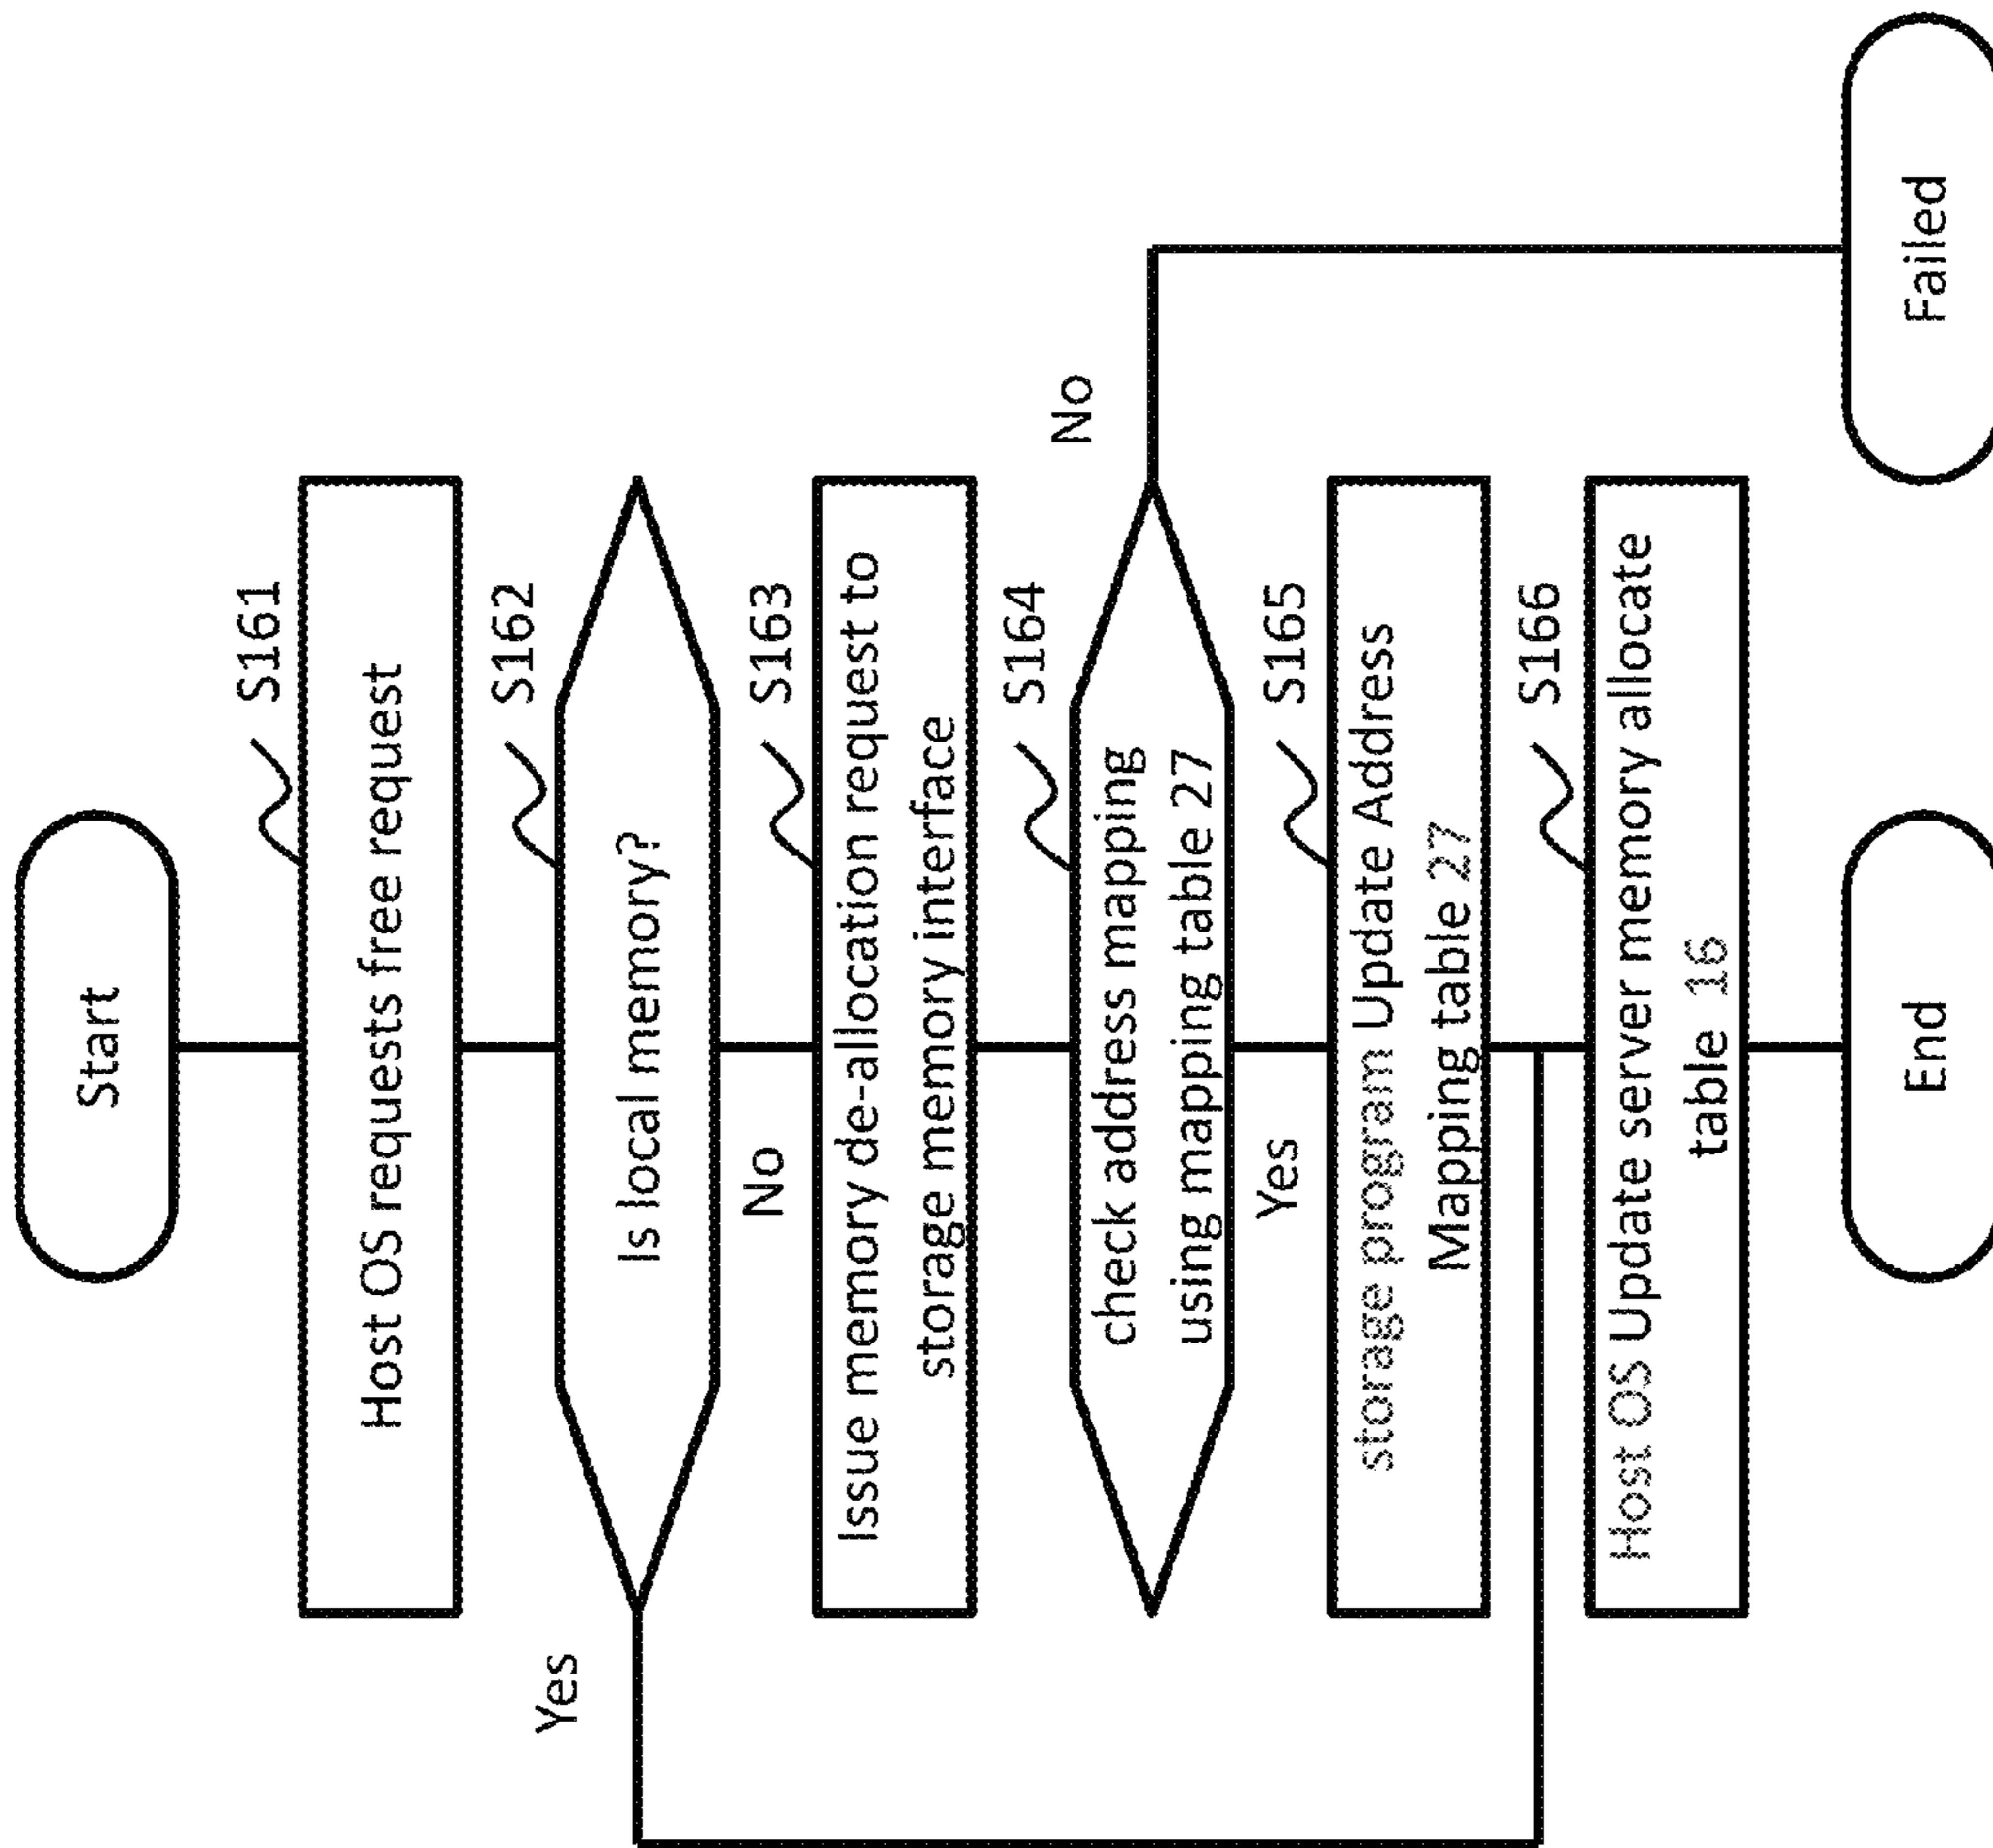 Start
S161
Host OS requests free request
S162
Is local memory?
Yes
No
S163
Issue memory de-allocation request to
storage memory interface
S164
check address mapping
using mapping table 27
No
Yes
S165
storage program Update Address
Mapping table 27
S166
Host OS Update server memory allocate
table 16
End
Failed